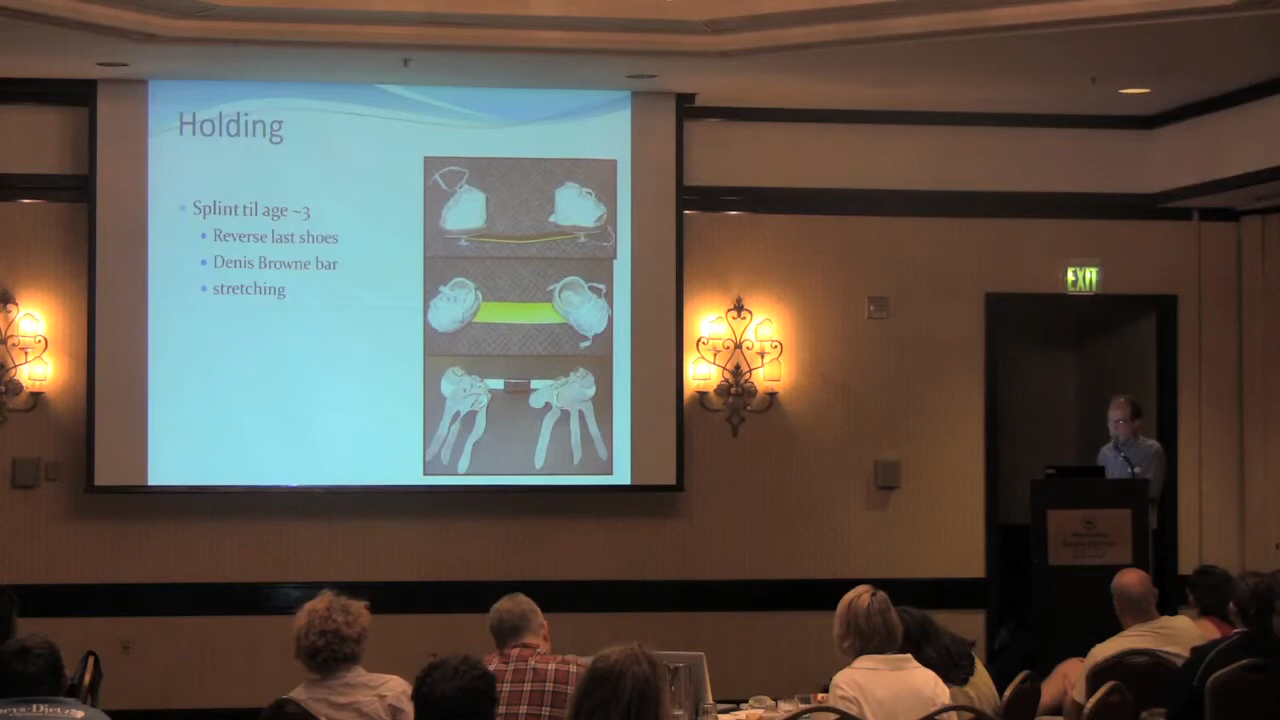 Holding
Splint til age ~3
Reverse last shoes
Denis Browne bar
stretching
EXIT